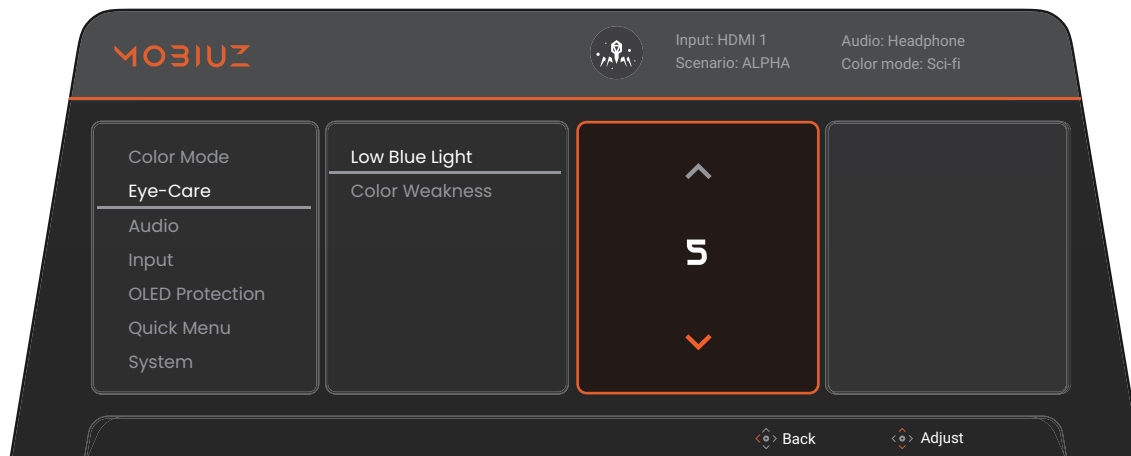 MOBIUZ
Input: HDMI 1
Scenario: ALPHA
Audio: Headphone
Color mode: Sci-fi
Color Mode
Eye-Care
Audio
Input
OLED Protection
Quick Menu
System
Low Blue Light
Color Weakness
5
Back
Adjust